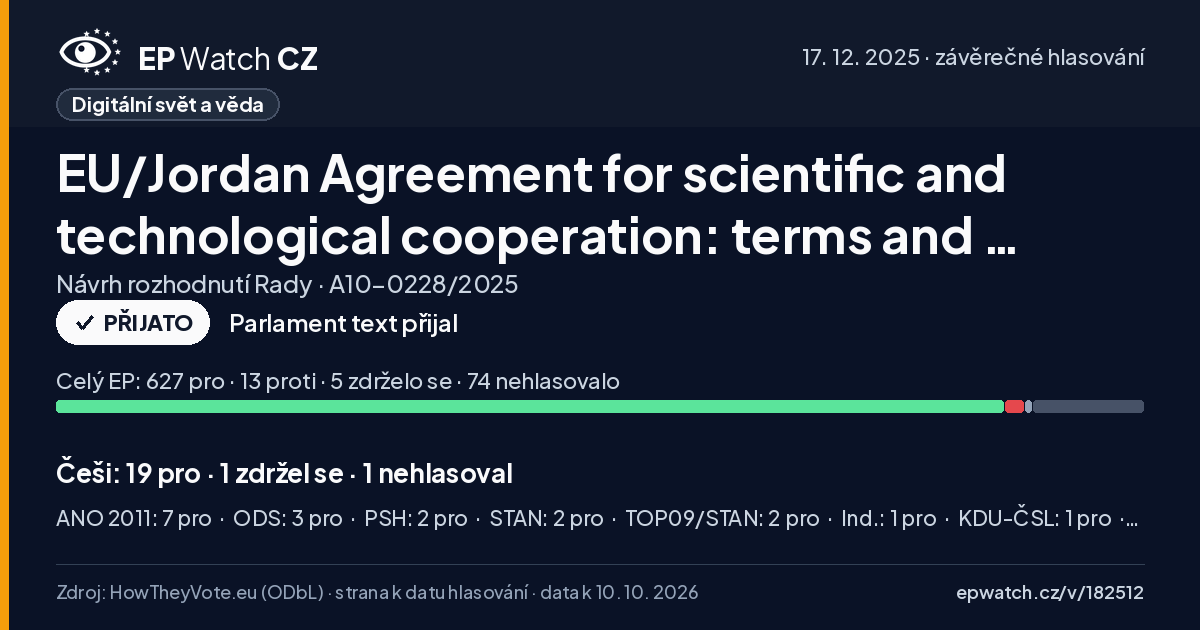 EP Watch CZ
17. 12. 2025 · závěrečné hlasování
Digitální svět a věda
EU/Jordan Agreement for scientific and
technological cooperation: terms and ...
Návrh rozhodnutí Rady · A10-0228/2025
✓ PŘIJATO Parlament text přijal
Celý EP: 627 pro · 13 proti · 5 zdrželo se · 74 nehlasovalo
Češi: 19 pro · 1 zdržel se · 1 nehlasoval
ANO 2011: 7 pro · ODS: 3 pro · PSH: 2 pro · STAN: 2 pro · TOP09/STAN: 2 pro · Ind.: 1 pro · KDU-ČSL: 1 pro ·...
Zdroj: HowTheyVote.eu (ODbL) · strana k datu hlasování · data k 10. 10. 2026
epwatch.cz/v/182512